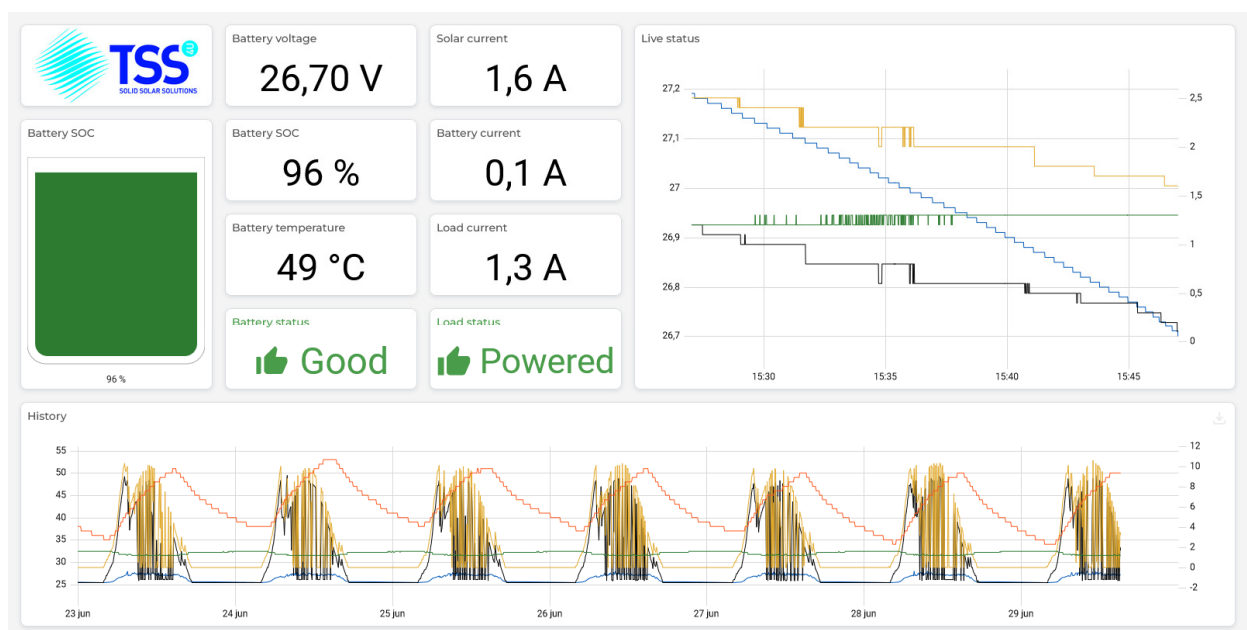 TSS
4U
SOLID SOLAR SOLUTIONS
Battery voltage
26,70 V
Solar current
1,6 A
Battery SOC
96 %
Battery SOC
96 %
Battery current
0,1 A
Battery temperature
49 °C
Load current
1,3 A
Battery status
Good
Load status
Powered
Live status
27,2
27,1
27
26,9
26,8
26,7
2,5
2
1,5
1
0,5
0
15:30
15:35
15:40
15:45
History
55
50
45
40
35
30
25
12
10
8
6
4
2
0
-2
23 jun
24 jun
25 jun
26 jun
27 jun
28 jun
29 jun